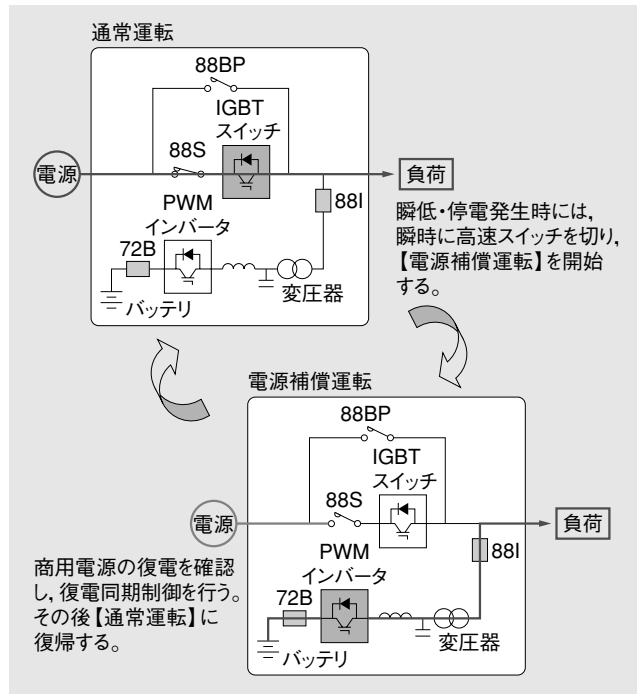 通常運転
88BP
IGBT
スイッチ
88S
電源
負荷
88I
PWM
インバータ
72B
バッテリ
変圧器
瞬低・停電発生時には,
瞬時に高速スイッチを切り,
【電源補償運転】を開始
する。
電源補償運転
88BP
IGBT
スイッチ
88S
電源
負荷
88I
PWM
インバータ
72B
バッテリ
変圧器
商用電源の復電を確認
し, 復電同期制御を行う。
その後【通常運転】に
復帰する。